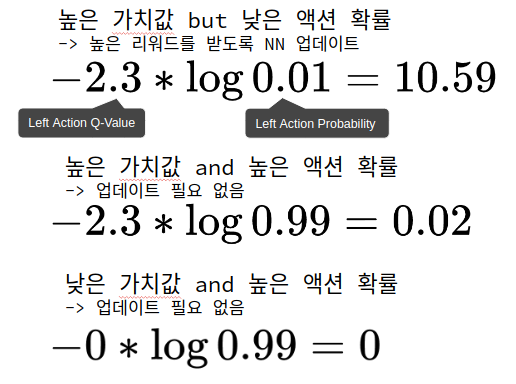 높은 가치값 but 낮은 액션 확률
-> 높은 리워드를 받도록 NN 업데이트
−2.3 ∗ log 0.01 = 10.59
Left Action Q-Value
Left Action Probability
높은 가치값 and 높은 액션 확률
-> 업데이트 필요 없음
−2.3 ∗ log 0.99 = 0.02
낮은 가치값 and 높은 액션 확률
-> 업데이트 필요 없음
−0 ∗ log 0.99 = 0